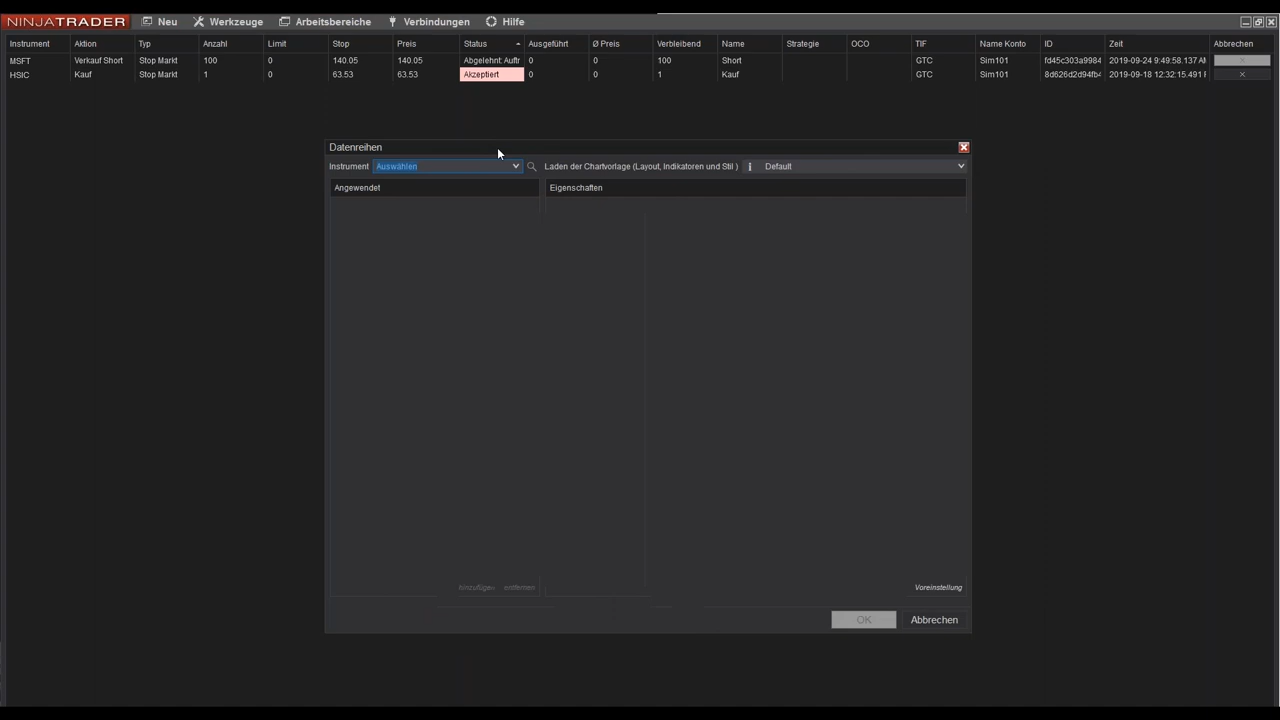 NINJATRADER Neu Werkzeuge Arbeitsbereiche Verbindungen Hilfe
Instrument Aktion Typ Anzahl Limit Stop Preis Status Ausgeführt Ø Preis Verbleibend Name Strategie OCO TIF Name Konto ID Zeit Abbrechen
MSFT Verkauf Short Stop Markt 100 0 140.05 140.05 Abgelehnt: Auftr 0 0 100 Short GTC Sim101 fd45c303a9984 2019-09-24 9:49:58.137 AM
HSIC Kauf Stop Markt 1 0 63.53 63.53 Akzeptiert 0 0 1 Kauf GTC Sim101 8d626d2d94fb4 2019-09-18 12:32:15.491
Datenreihen
Instrument Auswählen Laden der Chartvorlage (Layout, Indikatoren und Stil ) Default
Angewendet Eigenschaften
hinzufügen entfernen Voreinstellung
OK Abbrechen